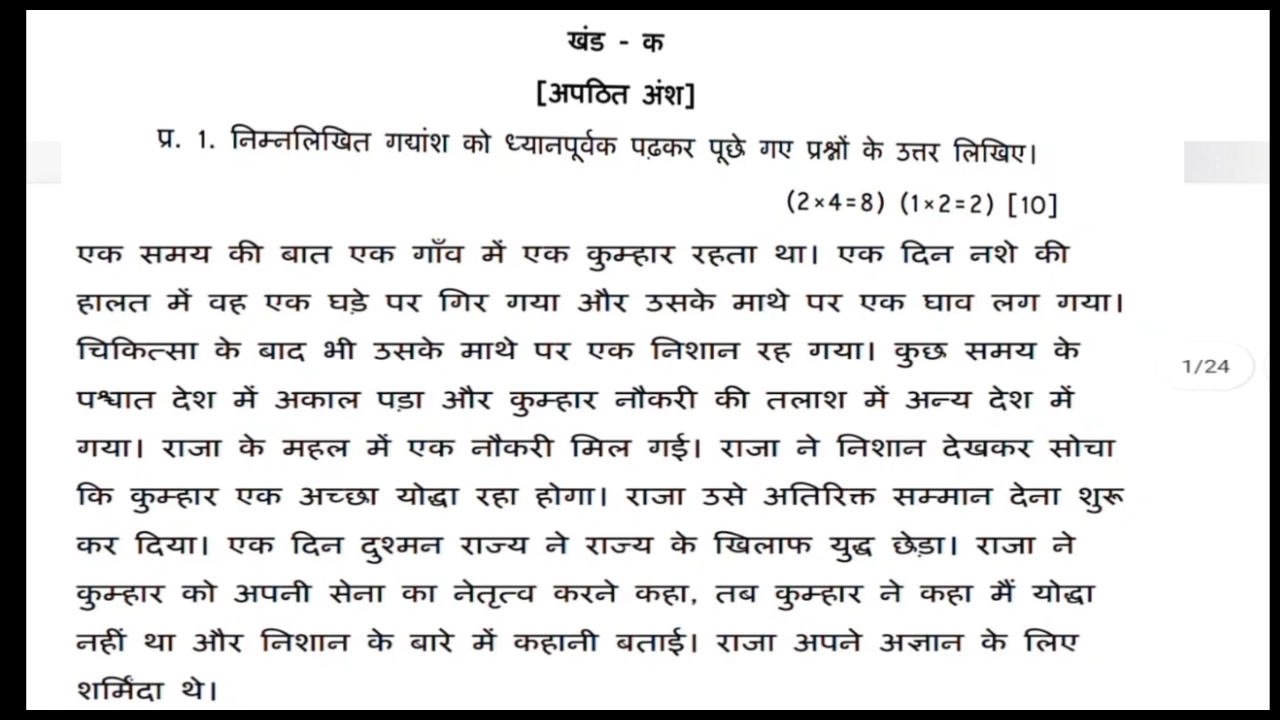 खंड - क
[अपठित अंश]
प्र. 1. निम्नलिखित गद्यांश को ध्यानपूर्वक पढ़कर पूछे गए प्रश्नों के उत्तर लिखिए।
(2×4=8) (1×2=2) [10]
एक समय की बात एक गाँव में एक कुम्हार रहता था। एक दिन नशे की
हालत में वह एक घड़े पर गिर गया और उसके माथे पर एक घाव लग गया।
चिकित्सा के बाद भी उसके माथे पर एक निशान रह गया। कुछ समय के
पश्चात देश में अकाल पड़ा और कुम्हार नौकरी की तलाश में अन्य देश में
गया। राजा के महल में एक नौकरी मिल गई। राजा ने निशान देखकर सोचा
कि कुम्हार एक अच्छा योद्धा रहा होगा। राजा उसे अतिरिक्त सम्मान देना शुरू
कर दिया। एक दिन दुश्मन राज्य ने राज्य के खिलाफ युद्ध छेड़ा। राजा ने
कुम्हार को अपनी सेना का नेतृत्व करने कहा, तब कुम्हार ने कहा मैं योद्धा
नहीं था और निशान के बारे में कहानी बताई। राजा अपने अज्ञान के लिए
शर्मिंदा थे।
1/24